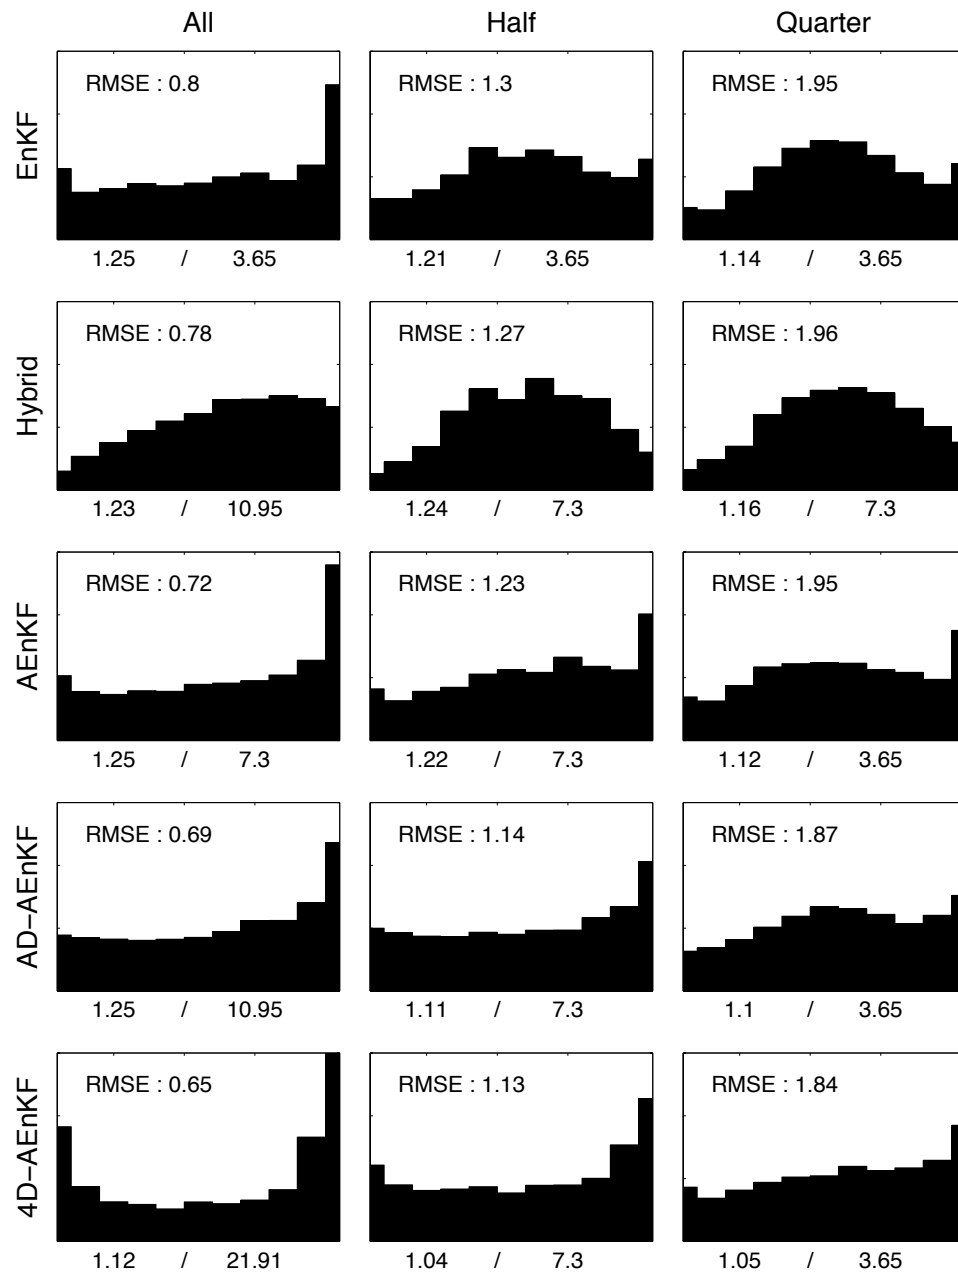 All Half Quarter
EnKF
RMSE : 0.8 RMSE : 1.3 RMSE : 1.95
1.25 / 3.65 1.21 / 3.65 1.14 / 3.65
Hybrid
RMSE : 0.78 RMSE : 1.27 RMSE : 1.96
1.23 / 10.95 1.24 / 7.3 1.16 / 7.3
AEnKF
RMSE : 0.72 RMSE : 1.23 RMSE : 1.95
1.25 / 7.3 1.22 / 7.3 1.12 / 3.65
AD−AEnKF
RMSE : 0.69 RMSE : 1.14 RMSE : 1.87
1.25 / 10.95 1.11 / 7.3 1.1 / 3.65
4D−AEnKF
RMSE : 0.65 RMSE : 1.13 RMSE : 1.84
1.12 / 21.91 1.04 / 7.3 1.05 / 3.65